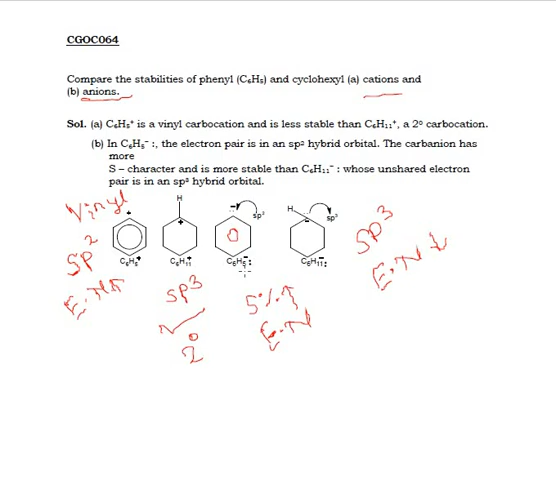 CGOC064
Compare the stabilities of phenyl (C₆H₅) and cyclohexyl (a) cations and
(b) anions.
Sol. (a) C₆H₅⁺ is a vinyl carbocation and is less stable than C₆H₁₁⁺, a 2° carbocation.
(b) In C₆H₅⁻ :, the electron pair is in an sp² hybrid orbital. The carbanion has
more
S – character and is more stable than C₆H₁₁⁻ : whose unshared electron
pair is in an sp³ hybrid orbital.
Vinyl
SP²
E.N↑
H
sp²
H
sp³
C₆H₅⁺
C₆H₁₁⁺
C₆H₅⁻:
C₆H₁₁⁻:
SP³
2°
S%↑
E.N
SP³
E.N↓